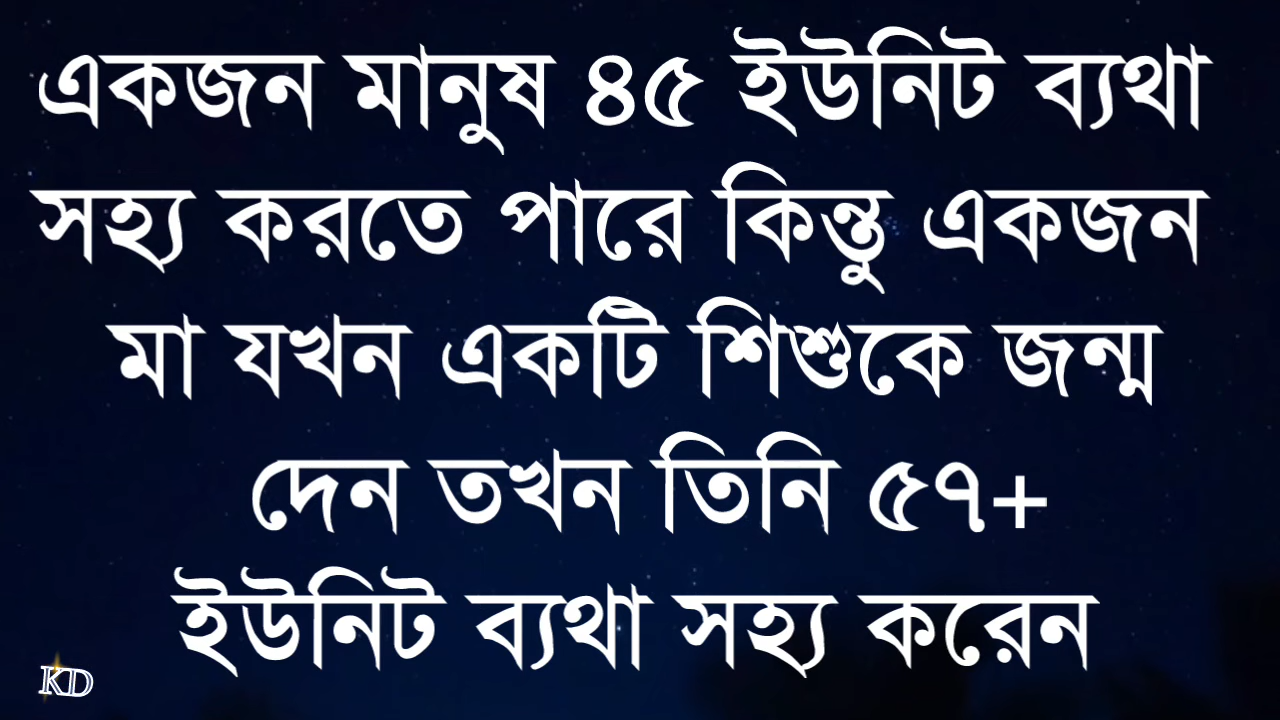 একজন মানুষ ৪৫ ইউনিট ব্যথা
সহ্য করতে পারে কিন্তু একজন
মা যখন একটি শিশুকে জন্ম
দেন তখন তিনি ৫৭+
ইউনিট ব্যথা সহ্য করেন
KD